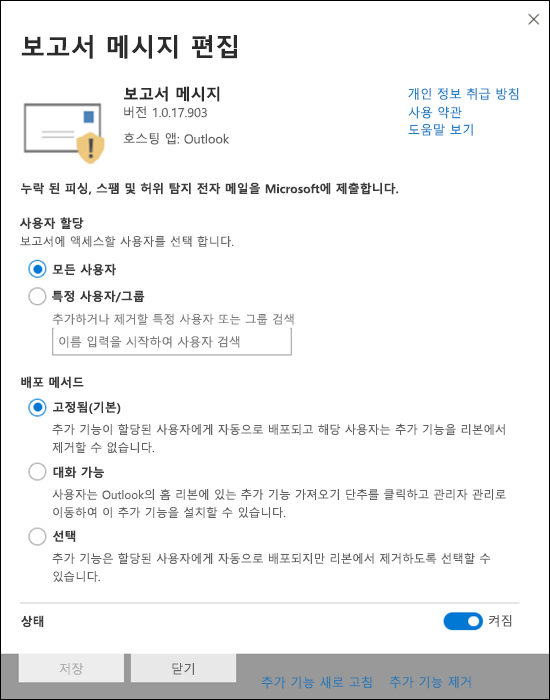 보고서 메시지 편집
보고서 메시지
버전 1.0.17.903
호스팅 앱: Outlook
개인 정보 취급 방침
사용 약관
도움말 보기
누락 된 피싱, 스팸 및 허위 탐지 전자 메일을 Microsoft에 제출합니다.
사용자 할당
보고서에 액세스할 사용자를 선택 합니다.
모든 사용자
특정 사용자/그룹
추가하거나 제거할 특정 사용자 또는 그룹 검색
이름 입력을 시작하여 사용자 검색
배포 메서드
고정됨(기본)
추가 기능이 할당된 사용자에게 자동으로 배포되고 해당 사용자는 추가 기능을 리본에서
제거할 수 없습니다.
대화 가능
사용자는 Outlook의 홈 리본에 있는 추가 기능 가져오기 단추를 클릭하고 관리자 관리로
이동하여 이 추가 기능을 설치할 수 있습니다.
선택
추가 기능은 할당된 사용자에게 자동으로 배포되지만 리본에서 제거하도록 선택할 수
있습니다.
상태
켜짐
저장
닫기
추가 기능 새로 고침
추가 기능 제거